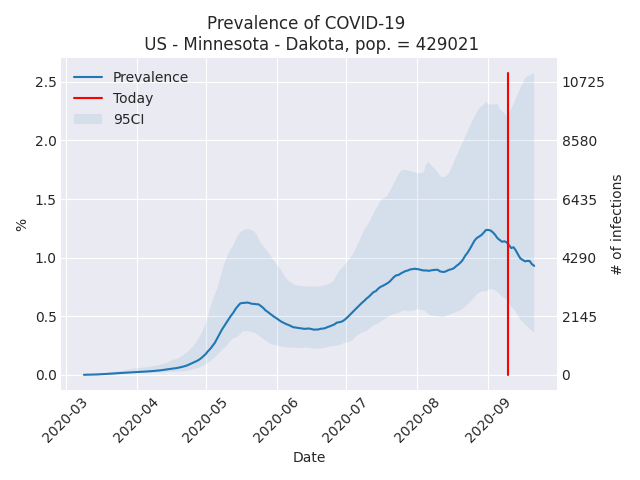 Prevalence of COVID-19
US - Minnesota - Dakota, pop. = 429021
Prevalence
Today
95CI
2.5
2.0
1.5
1.0
0.5
0.0
%
10725
8580
6435
4290
2145
0
# of infections
2020-03
2020-04
2020-05
2020-06
2020-07
2020-08
2020-09
Date